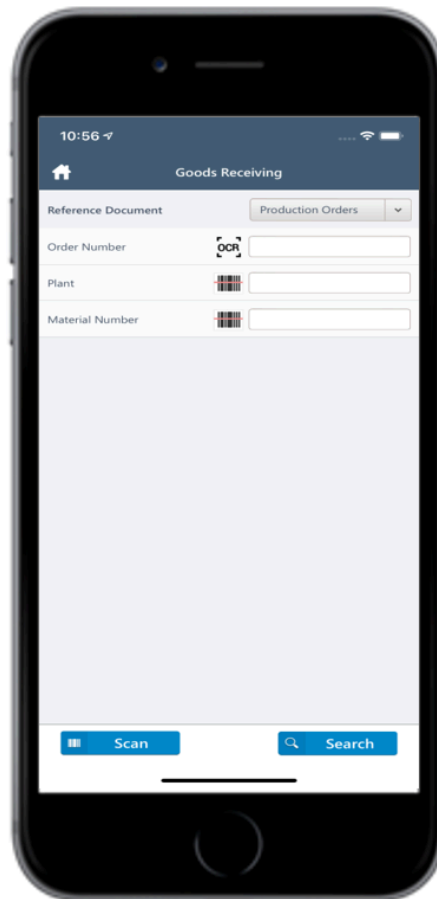 10:56
Goods Receiving
Reference Document Production Orders
Order Number OCR
Plant
Material Number
Scan Search